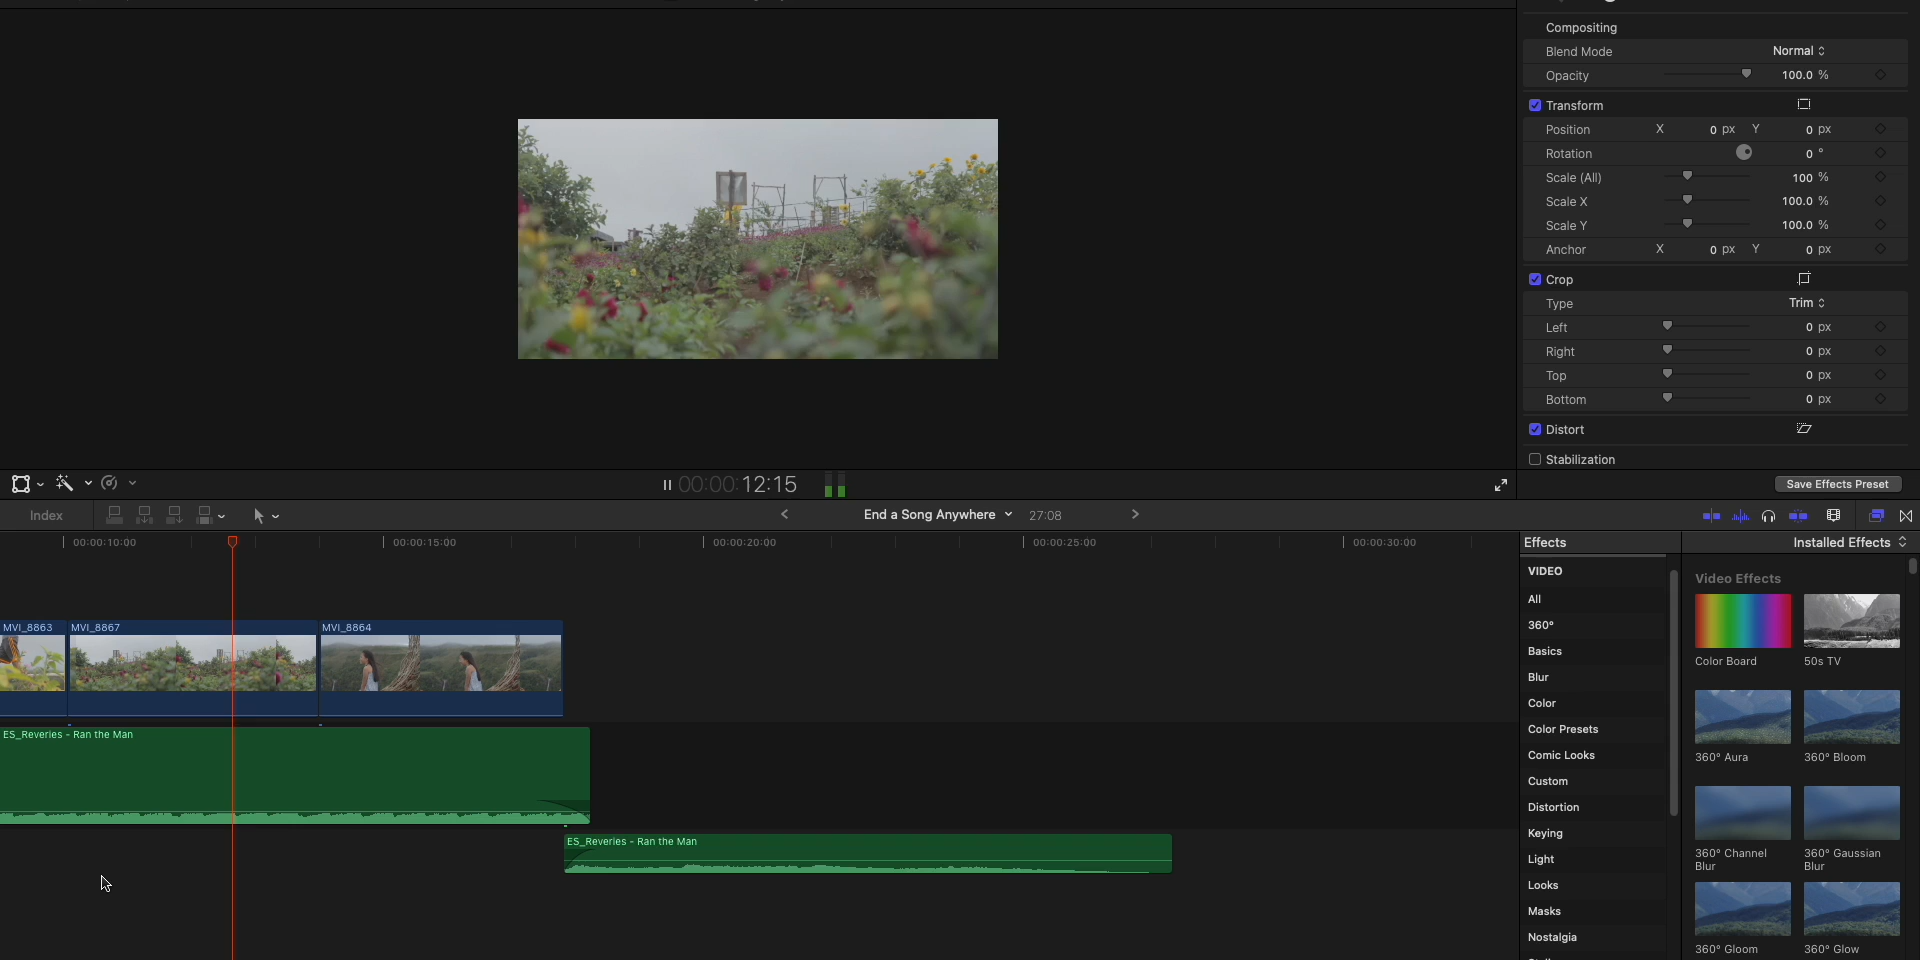 Compositing
Blend Mode Normal
Opacity 100.0 %
Transform
Position X 0 px Y 0 px
Rotation 0 °
Scale (All) 100 %
Scale X 100.0 %
Scale Y 100.0 %
Anchor X 0 px Y 0 px
Crop
Type Trim
Left 0 px
Right 0 px
Top 0 px
Bottom 0 px
Distort
Stabilization
00:00:12:15
Save Effects Preset
Index
End a Song Anywhere 27:08
00:00:10:00 00:00:15:00 00:00:20:00 00:00:25:00 00:00:30:00
MVI_8863 MVI_8867 MVI_8864
ES_Reveries - Ran the Man
ES_Reveries - Ran the Man
Effects
Installed Effects
VIDEO
All
360°
Basics
Blur
Color
Color Presets
Comic Looks
Custom
Distortion
Keying
Light
Looks
Masks
Nostalgia
Video Effects
Color Board
50s TV
360° Aura
360° Bloom
360° Channel
Blur
360° Gaussian
Blur
360° Gloom
360° Glow